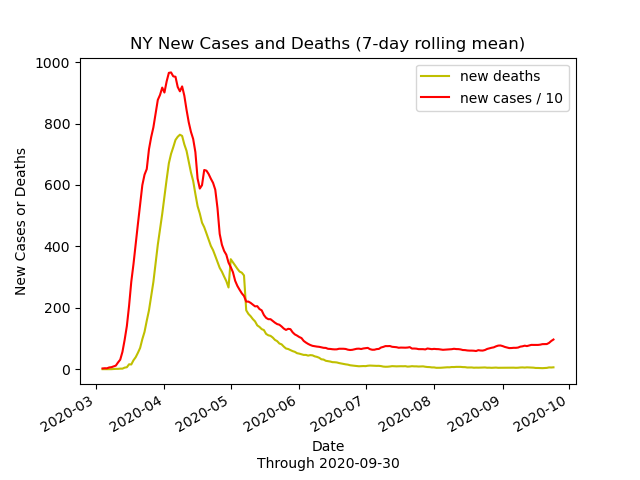 NY New Cases and Deaths (7-day rolling mean)
new deaths
new cases / 10
1000
800
600
400
200
0
New Cases or Deaths
2020-03
2020-04
2020-05
2020-06
2020-07
2020-08
2020-09
2020-10
Date
Through 2020-09-30